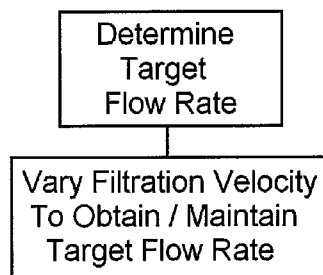 Determine
Target
Flow Rate
Vary Filtration Velocity
To Obtain / Maintain
Target Flow Rate